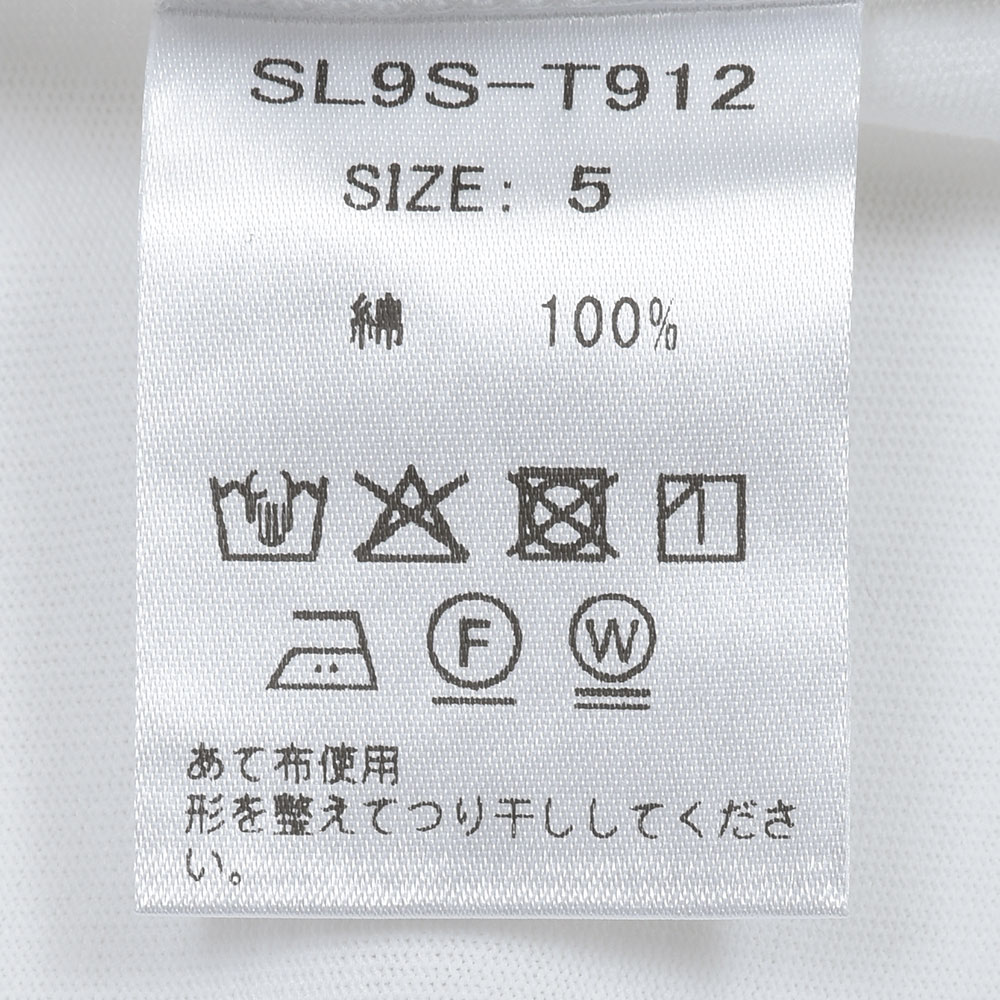 SL9S-T912
SIZE: 5
綿 100%
F W
あて布使用
形を整えてつり干ししてくださ
い。